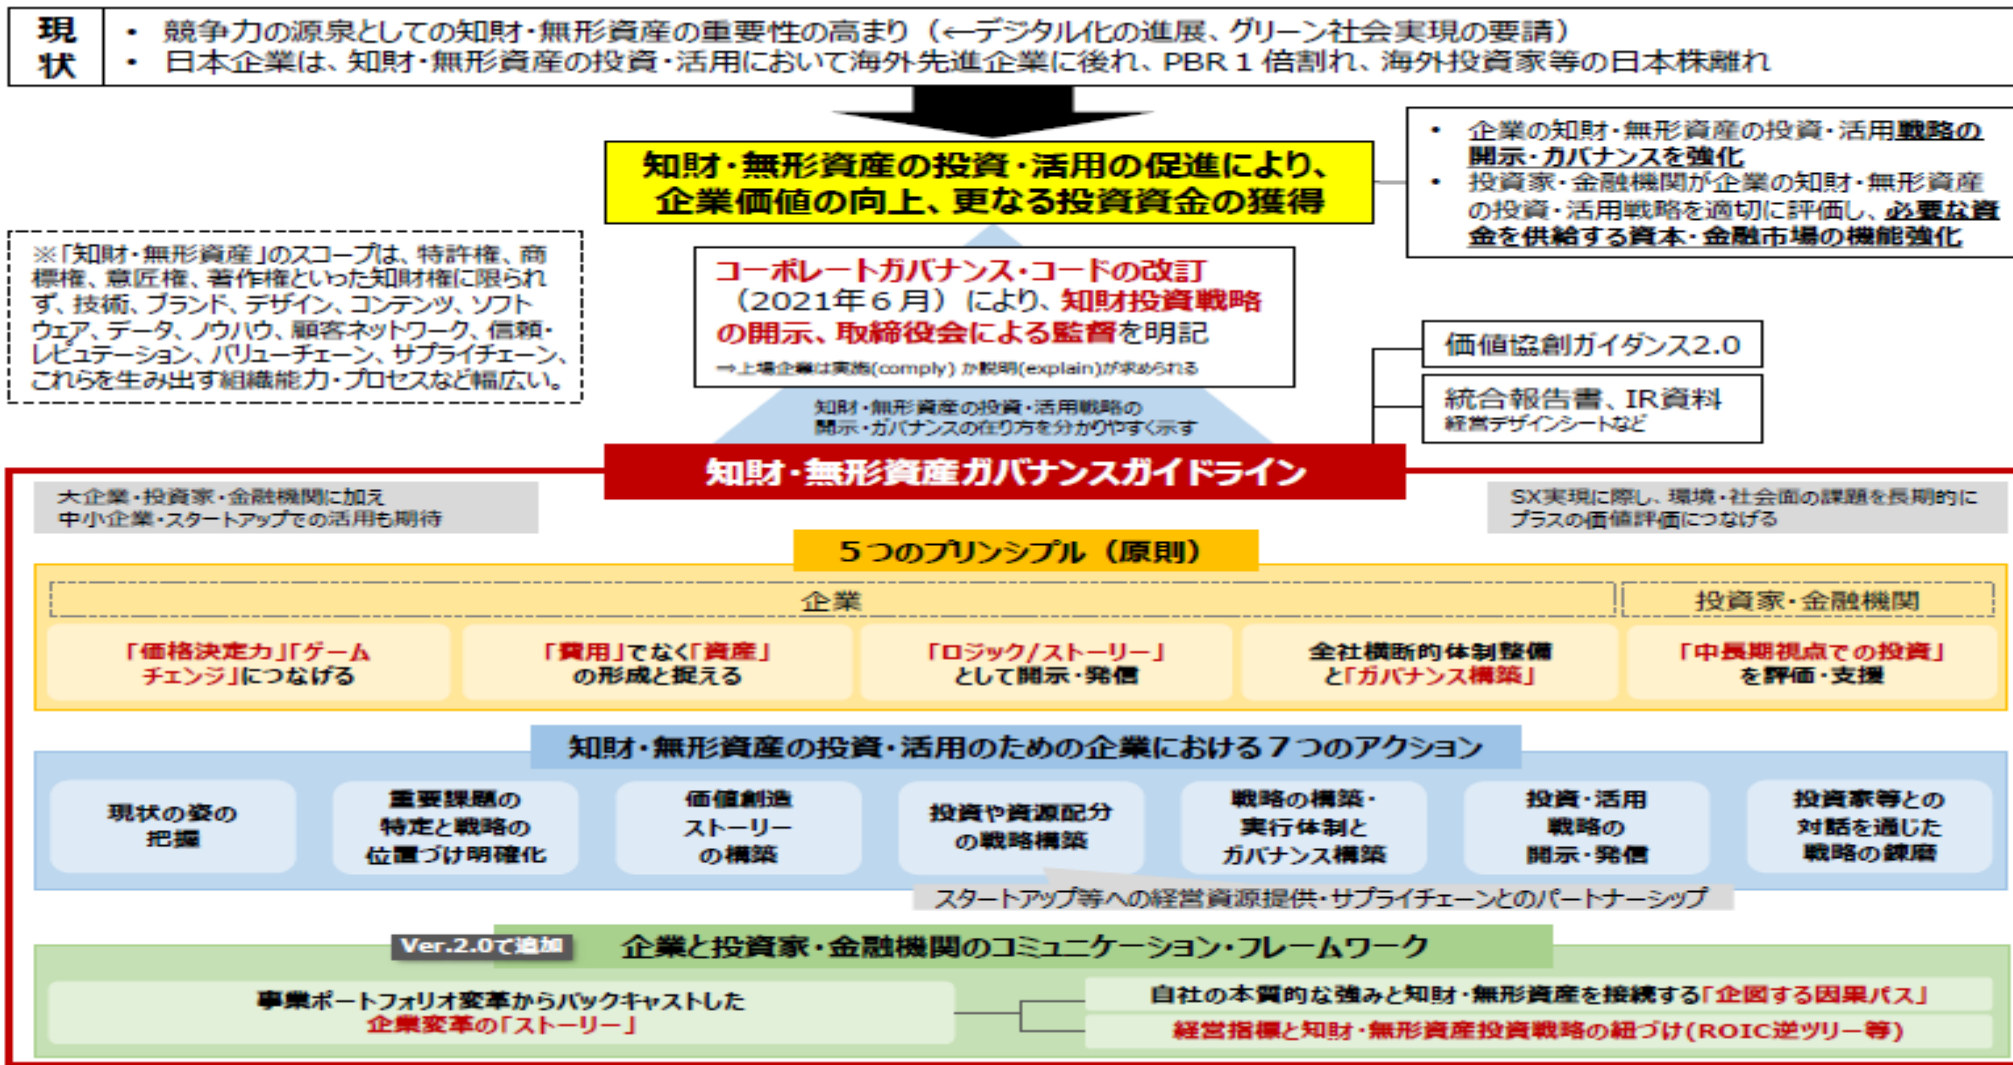 現
状
• 競争力の源泉としての知財・無形資産の重要性の高まり（←デジタル化の進展、グリーン社会実現の要請）
• 日本企業は、知財・無形資産の投資・活用において海外先進企業に後れ、PBR１倍割れ、海外投資家等の日本株離れ
知財・無形資産の投資・活用の促進により、
企業価値の向上、更なる投資資金の獲得
• 企業の知財・無形資産の投資・活用戦略の
開示・ガバナンスを強化
• 投資家・金融機関が企業の知財・無形資産
の投資・活用戦略を適切に評価し、必要な資
金を供給する資本・金融市場の機能強化
※「知財・無形資産」のスコープは、特許権、商
標権、意匠権、著作権といった知財権に限られ
ず、技術、ブランド、デザイン、コンテンツ、ソフト
ウェア、データ、ノウハウ、顧客ネットワーク、信頼・
レピュテーション、バリューチェーン、サプライチェーン、
これらを生み出す組織能力・プロセスなど幅広い。
コーポレートガバナンス・コードの改訂
（2021年６月）により、知財投資戦略
の開示、取締役会による監督を明記
⇒上場企業は実施(comply) か説明(explain)が求められる
価値協創ガイダンス2.0
統合報告書、IR資料
経営デザインシートなど
知財・無形資産の投資・活用戦略の
開示・ガバナンスの在り方を分かりやすく示す
知財・無形資産ガバナンスガイドライン
大企業・投資家・金融機関に加え
中小企業・スタートアップでの活用も期待
SX実現に際し、環境・社会面の課題を長期的に
プラスの価値評価につなげる
５つのプリンシプル（原則）
企業
投資家・金融機関
「価格決定力」「ゲーム
チェンジ」につなげる
「費用」でなく「資産」
の形成と捉える
「ロジック/ストーリー」
として開示・発信
全社横断的体制整備
と「ガバナンス構築」
「中長期視点での投資」
を評価・支援
知財・無形資産の投資・活用のための企業における７つのアクション
現状の姿の
把握
重要課題の
特定と戦略の
位置づけ明確化
価値創造
ストーリー
の構築
投資や資源配分
の戦略構築
戦略の構築・
実行体制と
ガバナンス構築
投資・活用
戦略の
開示・発信
投資家等との
対話を通じた
戦略の錬磨
スタートアップ等への経営資源提供・サプライチェーンとのパートナーシップ
Ver.2.0で追加
企業と投資家・金融機関のコミュニケーション・フレームワーク
事業ポートフォリオ変革からバックキャストした
企業変革の「ストーリー」
自社の本質的な強みと知財・無形資産を接続する「企図する因果パス」
経営指標と知財・無形資産投資戦略の紐づけ(ROIC逆ツリー等)